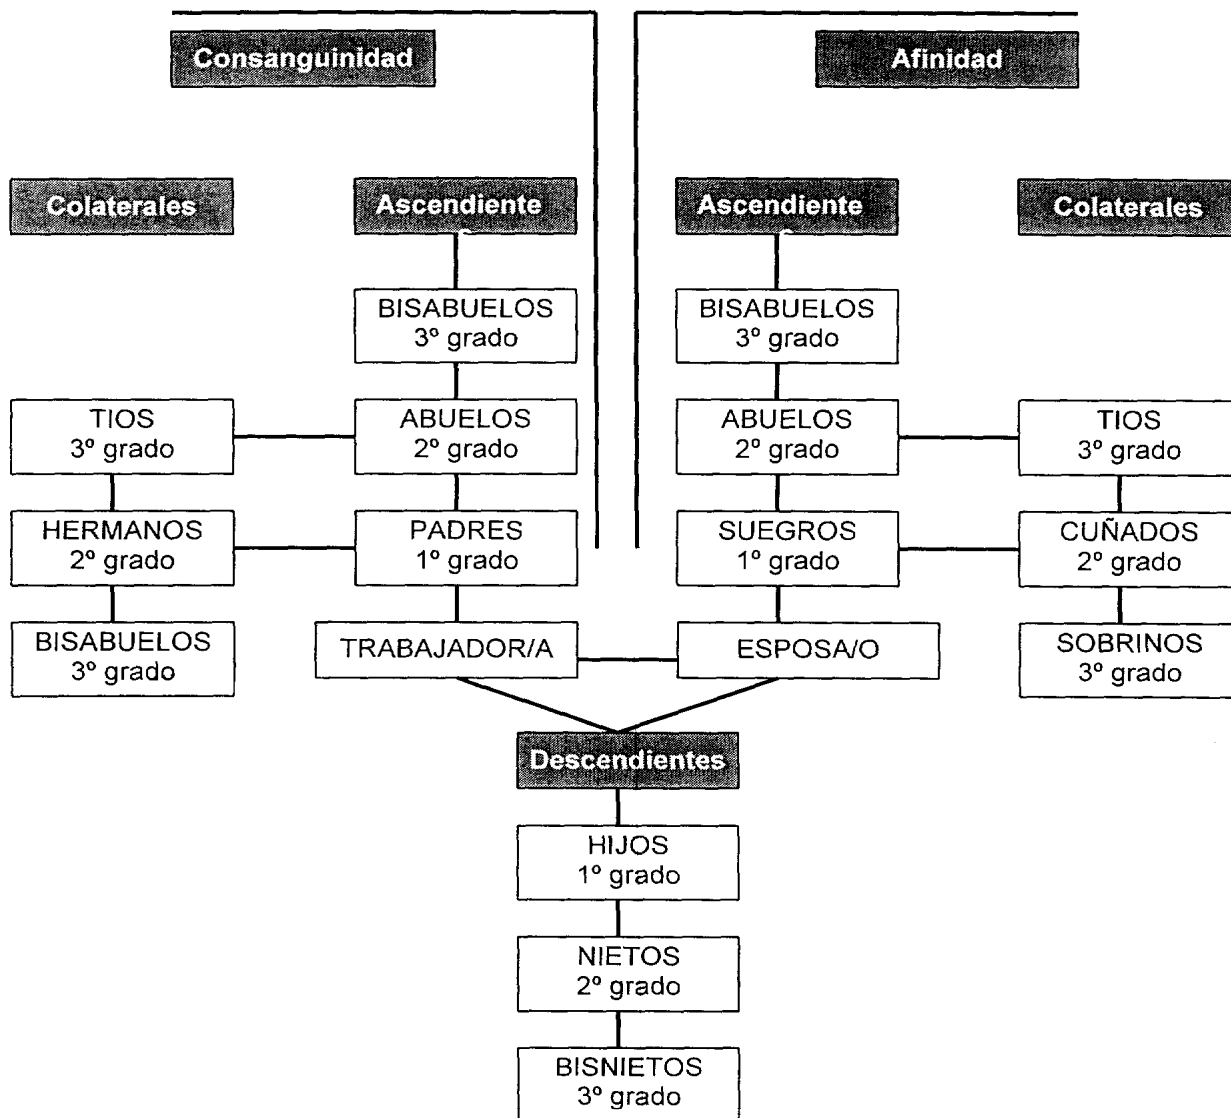 Consanguinidad
Afinidad
Colaterales
Ascendiente
Ascendiente
Colaterales
BISABUELOS
3º grado
BISABUELOS
3º grado
TIOS
3º grado
ABUELOS
2º grado
ABUELOS
2º grado
TIOS
3º grado
HERMANOS
2º grado
PADRES
1º grado
SUEGROS
1º grado
CUÑADOS
2º grado
BISABUELOS
3º grado
TRABAJADOR/A
ESPOSA/O
SOBRINOS
3º grado
Descendientes
HIJOS
1º grado
NIETOS
2º grado
BISNIETOS
3º grado